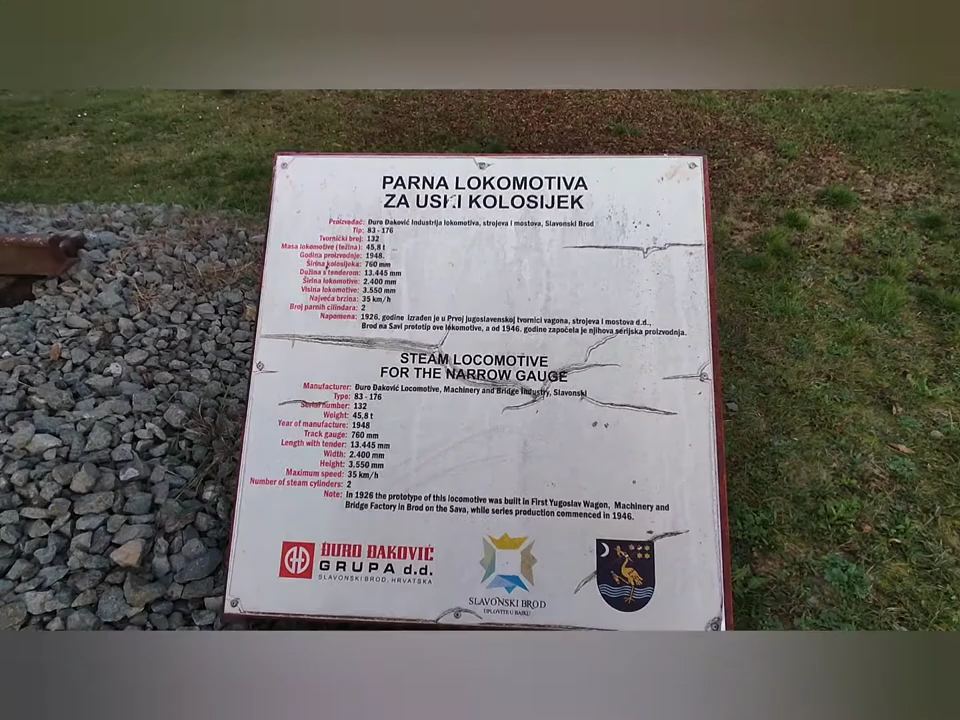 PARNA LOKOMOTIVA
ZA USKI KOLOSIJEK
Proizvođač: Đuro Đaković Industrija lokomotiva, strojeva i mostova, Slavonski Brod
Tip: 83 - 176
Tvornički broj: 132
Masa lokomotive (težina): 45,8 t
Godina proizvodnje: 1948.
Širina kolosijeka: 760 mm
Dužina s tenderom: 13.445 mm
Širina lokomotive: 2.400 mm
Visina lokomotive: 3.550 mm
Najveća brzina: 35 km/h
Broj parnih cilindara: 2
Napomena: 1926. godine izrađen je u Prvoj jugoslavenskoj tvornici vagona, strojeva i mostova d.d.,
Brod na Savi prototip ove lokomotive, a od 1946. godine započela je njihova serijska proizvodnja.
STEAM LOCOMOTIVE
FOR THE NARROW GAUGE
Manufacturer: Đuro Đaković Locomotive, Machinery and Bridge Industry, Slavonski Brod
Type: 83 - 176
Serial number: 132
Weight: 45,8 t
Year of manufacture: 1948
Track gauge: 760 mm
Length with tender: 13.445 mm
Width: 2.400 mm
Height: 3.550 mm
Maximum speed: 35 km/h
Number of steam cylinders: 2
Note: In 1926 the prototype of this locomotive was built in First Yugoslav Wagon, Machinery and
Bridge Factory in Brod on the Sava, while series production commenced in 1946.
ĐURO ĐAKOVIĆ
GRUPA d.d.
SLAVONSKI BROD, HRVATSKA
SLAVONSKI BROD
UPLOVITE U BAJKU